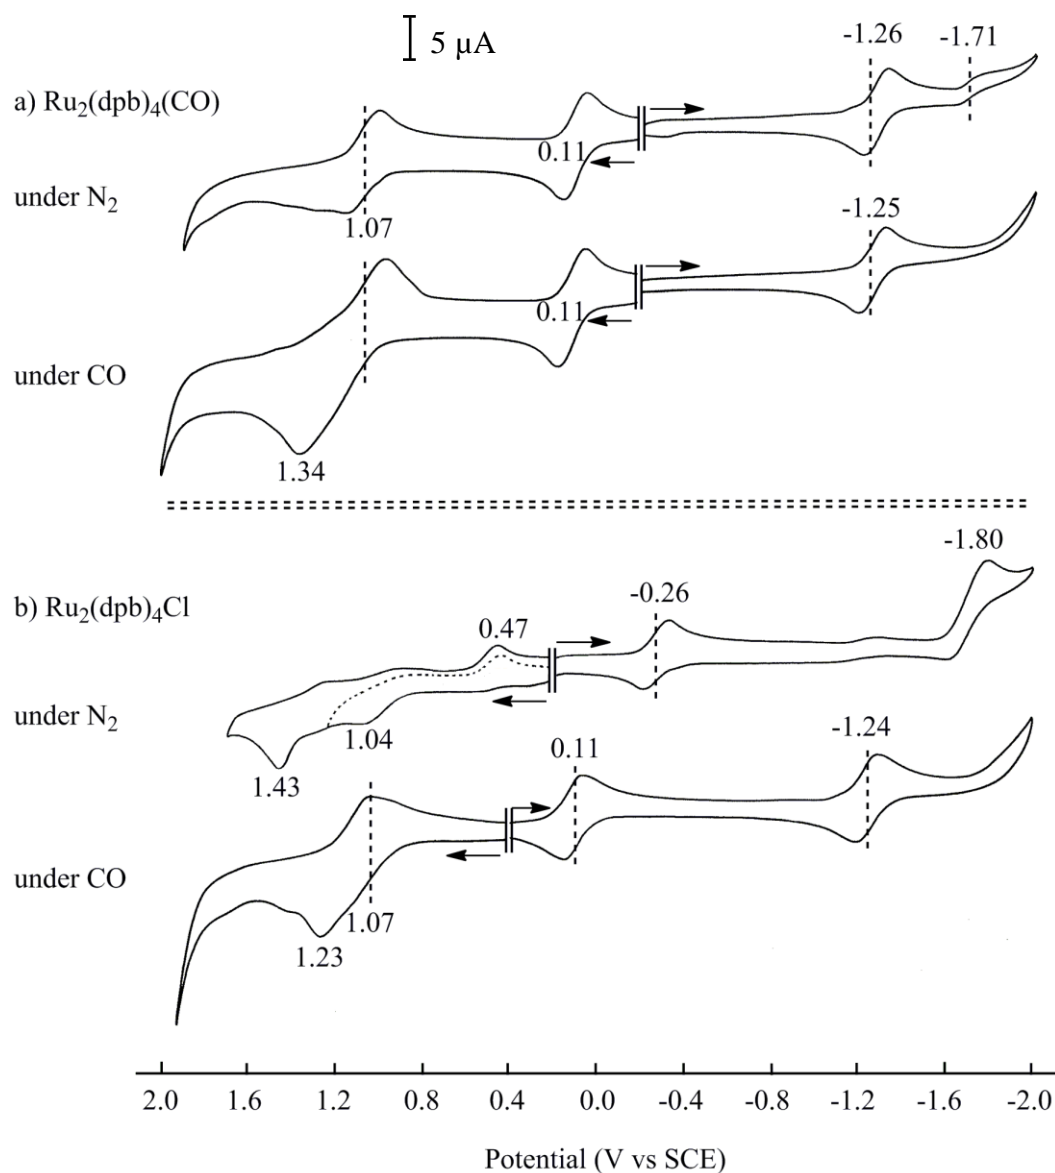 5 µA
-1.26
-1.71
a) Ru₂(dpb)₄(CO)
0.11
under N₂
1.07
-1.25
0.11
under CO
1.34
-1.80
b) Ru₂(dpb)₄Cl
-0.26
0.47
under N₂
1.04
1.43
0.11
-1.24
under CO
1.07
1.23
2.0 1.6 1.2 0.8 0.4 0.0 -0.4 -0.8 -1.2 -1.6 -2.0
Potential (V vs SCE)